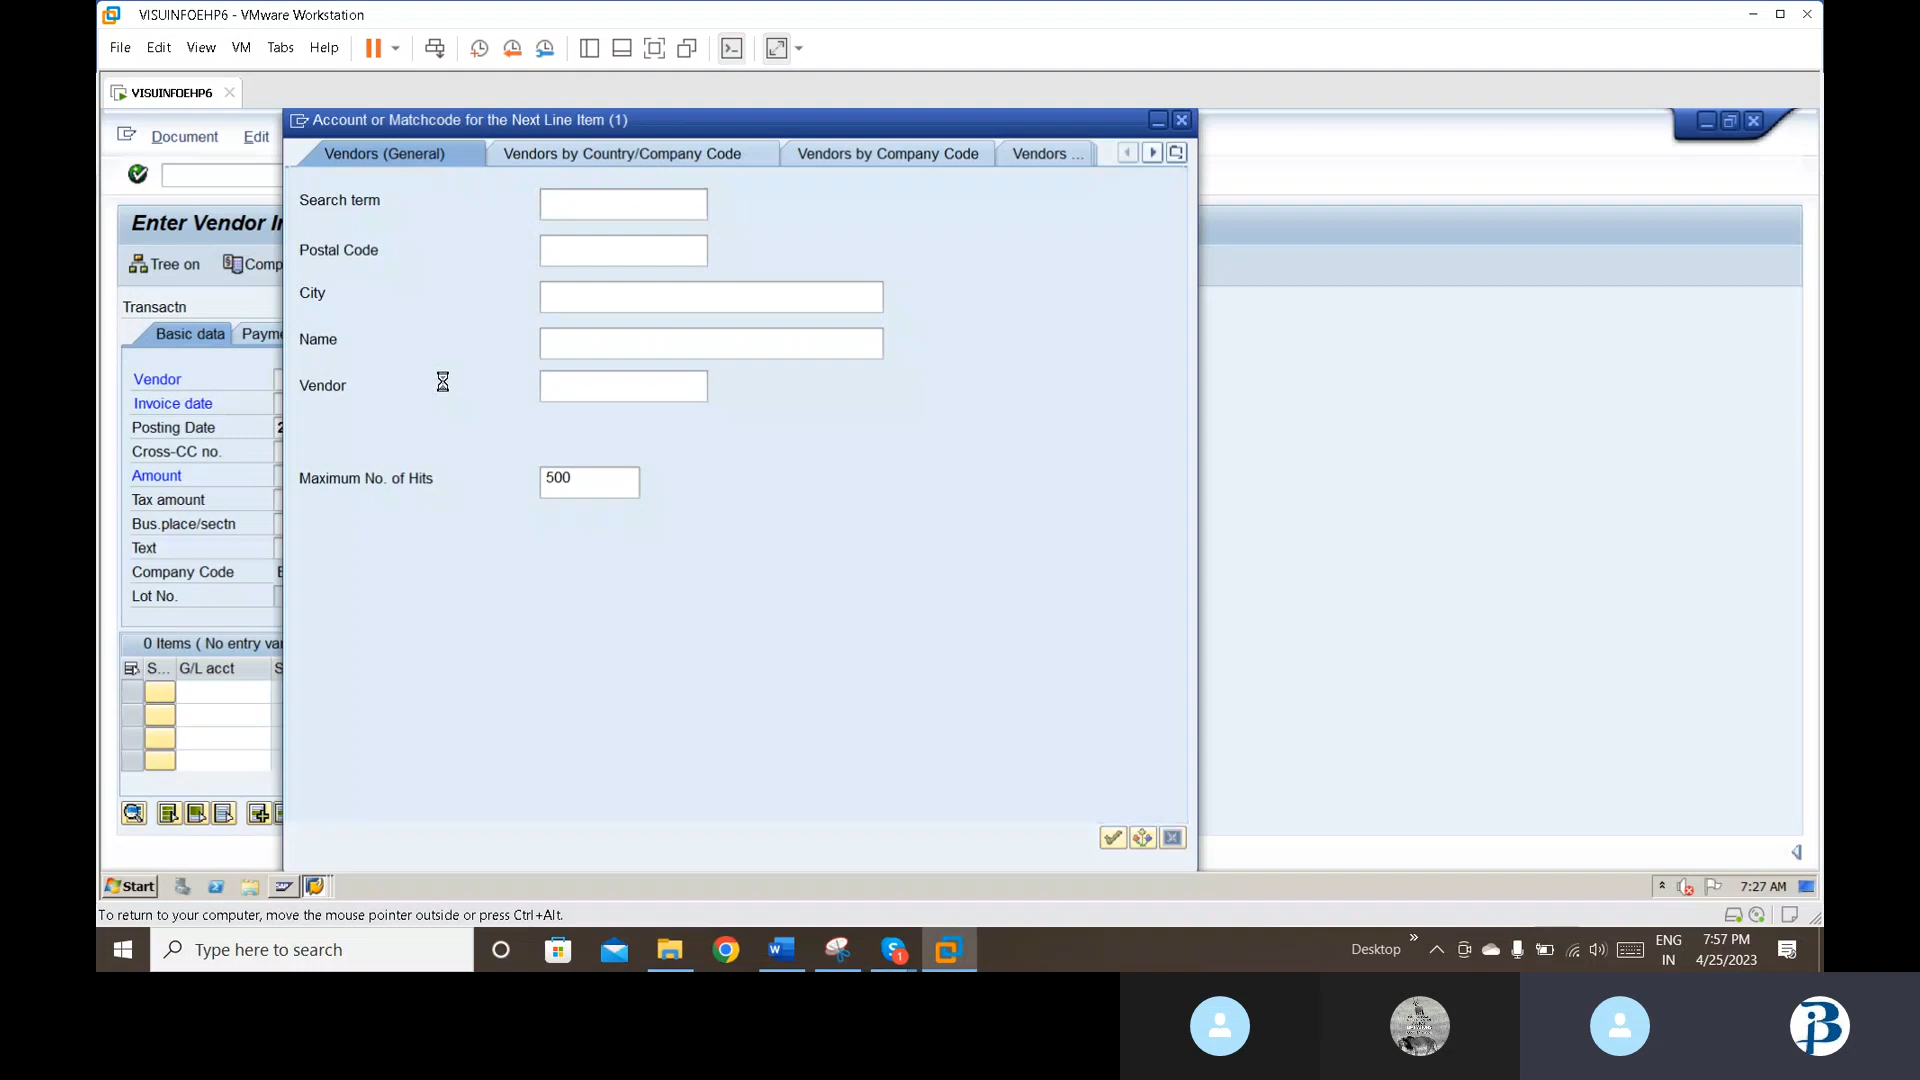 VISUINFOEHP6 - VMware Workstation
File Edit View VM Tabs Help
VISUINFOEHP6
Document Edit
Account or Matchcode for the Next Line Item (1)
Vendors (General) Vendors by Country/Company Code Vendors by Company Code Vendors ...
Search term
Postal Code
City
Name
Vendor
Maximum No. of Hits 500
Enter Vendor
Tree on Comp
Transactn
Basic data Payme
Vendor
Invoice date
Posting Date 2
Cross-CC no.
Amount
Tax amount
Bus.place/sectn
Text
Company Code
Lot No.
0 Items ( No entry va
S... G/L acct S
Start 7:27 AM
To return to your computer, move the mouse pointer outside or press Ctrl+Alt.
Type here to search Desktop ENG 7:57 PM
IN 4/25/2023